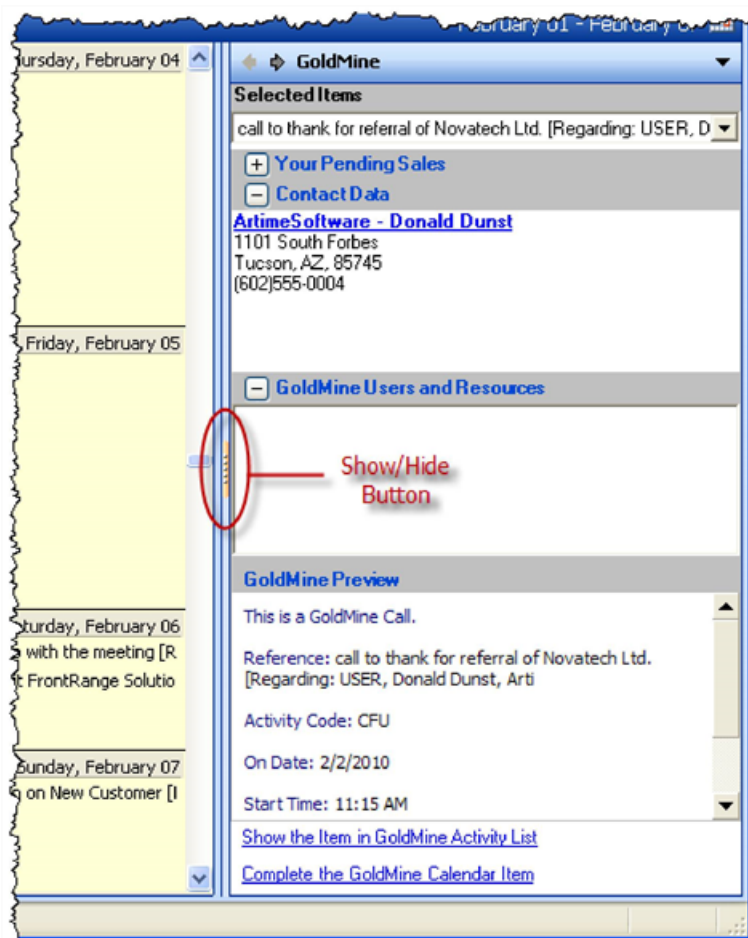 February 01 - February
ursday, February 04
Friday, February 05
turday, February 06
with the meeting [R
t FrontRange Solutio
Sunday, February 07
on New Customer [I
GoldMine
Selected Items
call to thank for referral of Novatech Ltd. [Regarding: USER, D
Your Pending Sales
Contact Data
ArtimeSoftware - Donald Dunst
1101 South Forbes
Tucson, AZ, 85745
(602)555-0004
GoldMine Users and Resources
Show/Hide
Button
GoldMine Preview
This is a GoldMine Call.
Reference: call to thank for referral of Novatech Ltd.
[Regarding: USER, Donald Dunst, Arti
Activity Code: CFU
On Date: 2/2/2010
Start Time: 11:15 AM
Show the Item in GoldMine Activity List
Complete the GoldMine Calendar Item